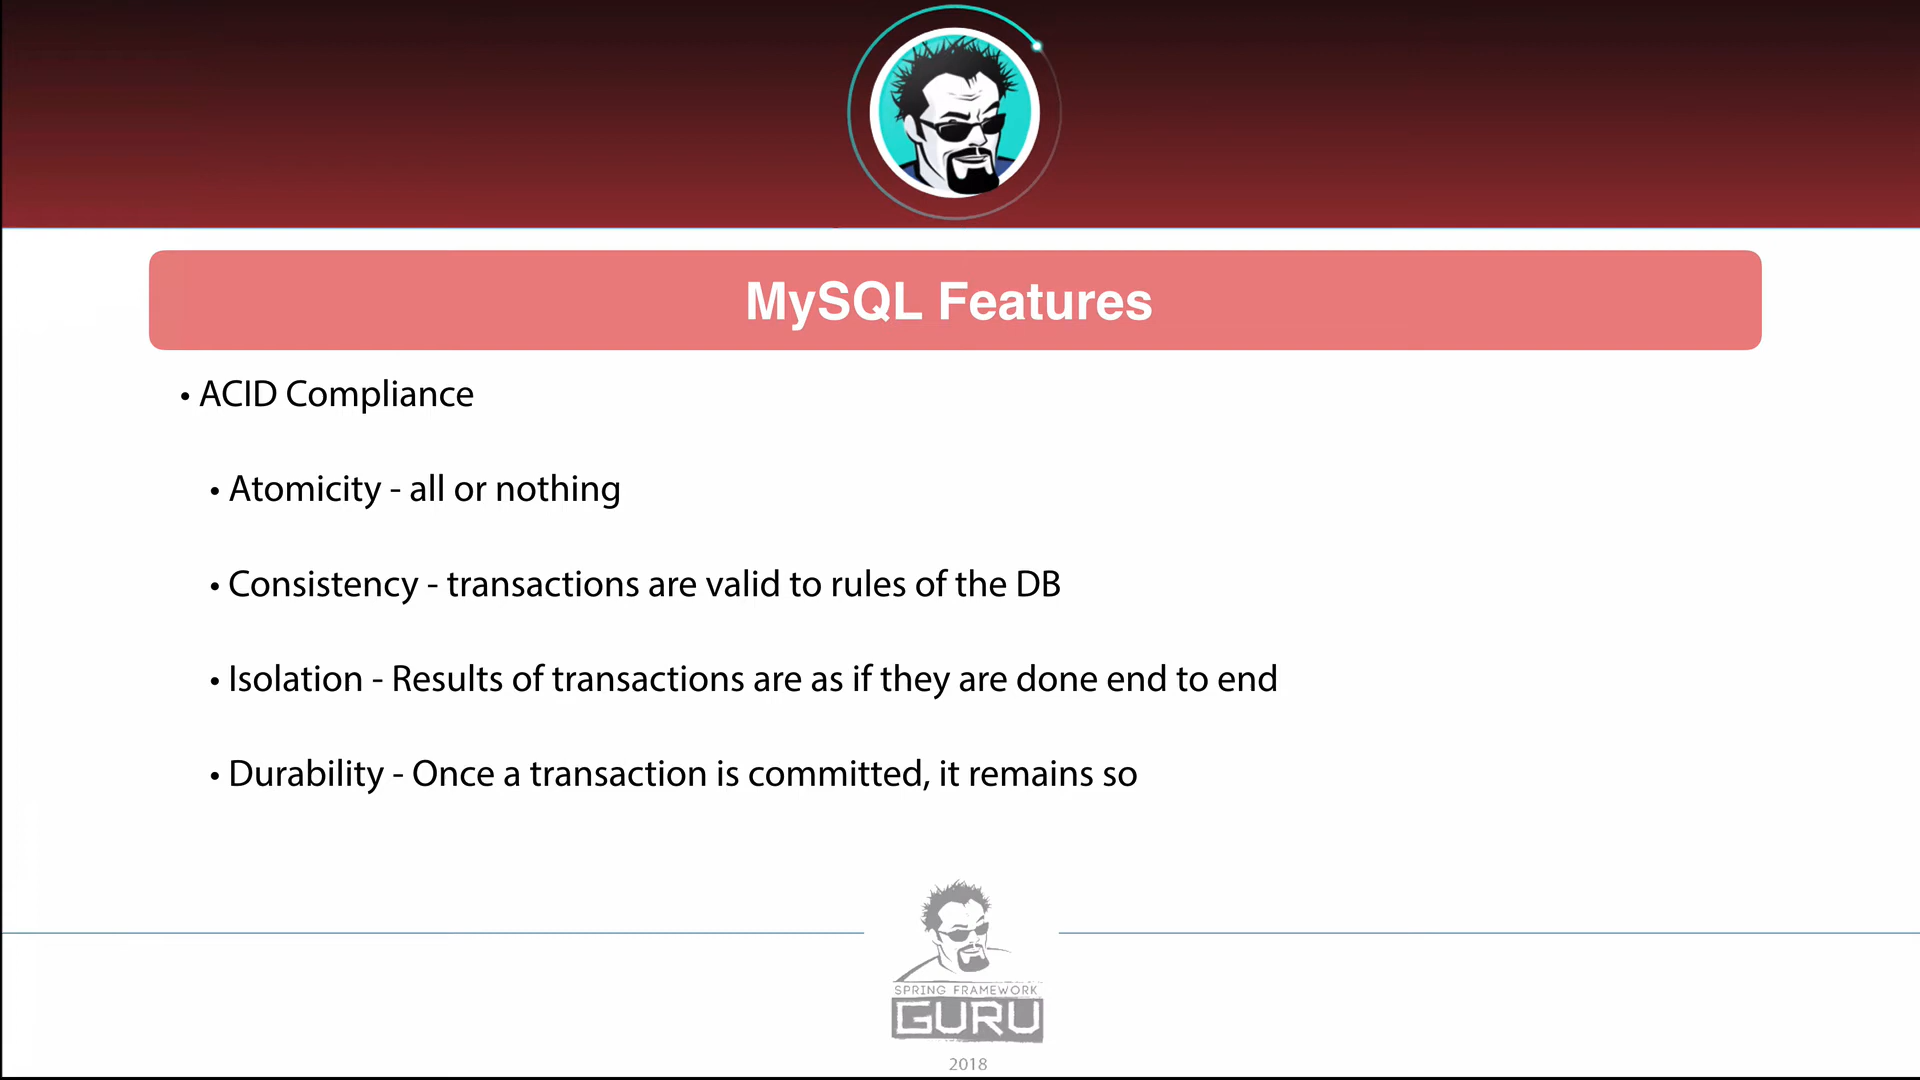 MySQL Features
• ACID Compliance
• Atomicity - all or nothing
• Consistency - transactions are valid to rules of the DB
• Isolation - Results of transactions are as if they are done end to end
• Durability - Once a transaction is committed, it remains so
SPRING FRAMEWORK
GURU
2018